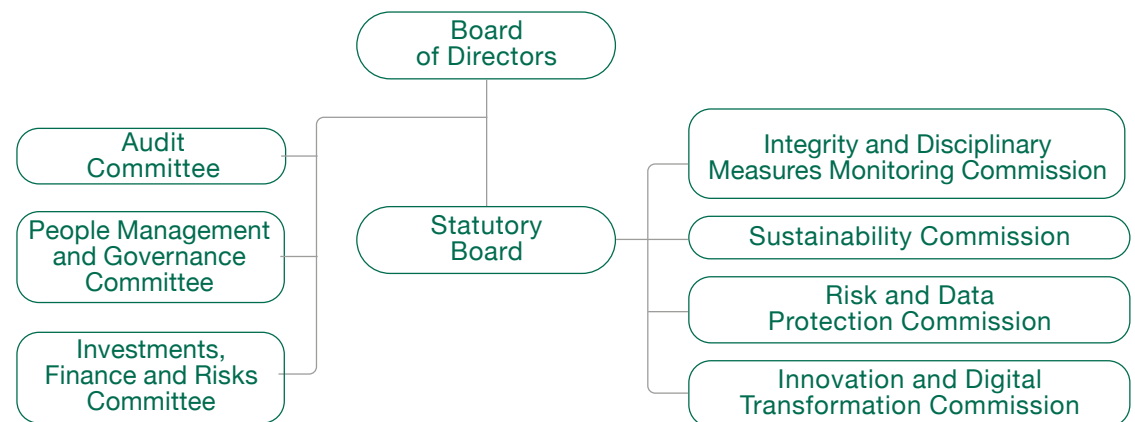 Board
of Directors
Audit
Committee
People Management
and Governance
Committee
Investments,
Finance and Risks
Committee
Statutory
Board
Integrity and Disciplinary
Measures Monitoring Commission
Sustainability Commission
Risk and Data
Protection Commission
Innovation and Digital
Transformation Commission